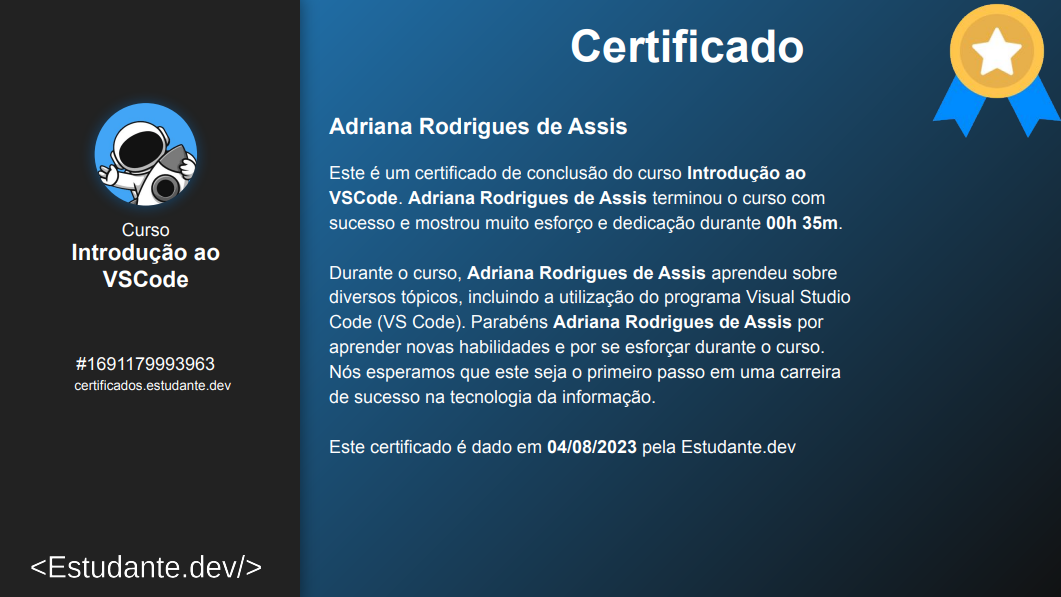 Curso
Introdução ao
VSCode
#1691179993963
certificados.estudante.dev
<Estudante.dev/>
Certificado
Adriana Rodrigues de Assis
Este é um certificado de conclusão do curso Introdução ao
VSCode. Adriana Rodrigues de Assis terminou o curso com
sucesso e mostrou muito esforço e dedicação durante 00h 35m.
Durante o curso, Adriana Rodrigues de Assis aprendeu sobre
diversos tópicos, incluindo a utilização do programa Visual Studio
Code (VS Code). Parabéns Adriana Rodrigues de Assis por
aprender novas habilidades e por se esforçar durante o curso.
Nós esperamos que este seja o primeiro passo em uma carreira
de sucesso na tecnologia da informação.
Este certificado é dado em 04/08/2023 pela Estudante.dev